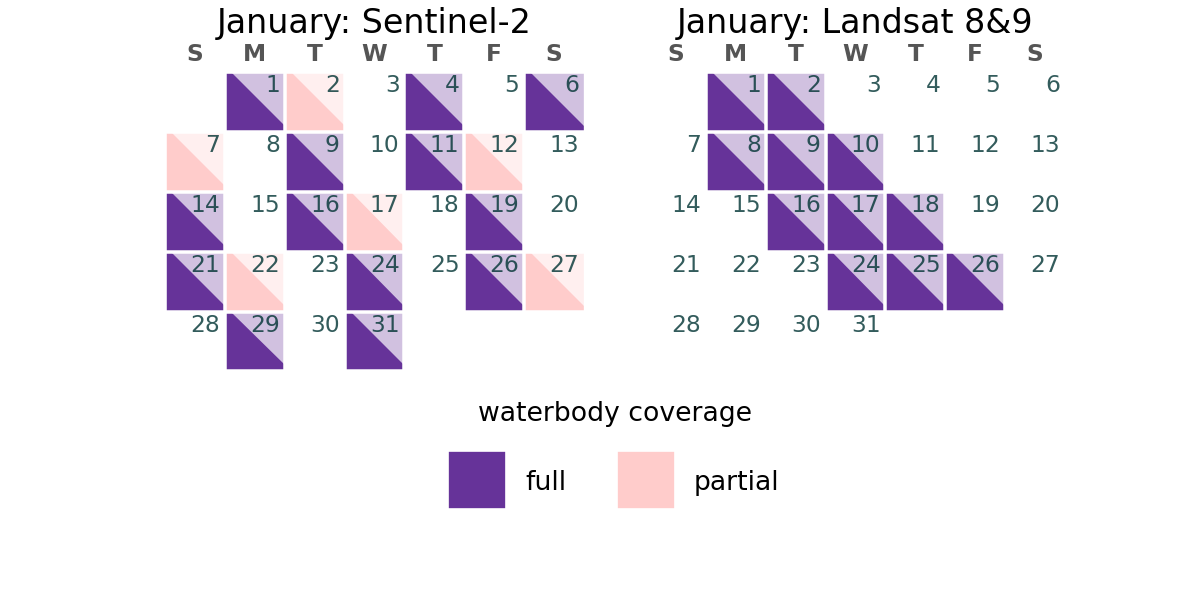 January: Sentinel-2
S M T W T F S
1 2 3 4 5 6
7 8 9 10 11 12 13
14 15 16 17 18 19 20
21 22 23 24 25 26 27
28 29 30 31
January: Landsat 8&9
S M T W T F S
1 2 3 4 5 6
7 8 9 10 11 12 13
14 15 16 17 18 19 20
21 22 23 24 25 26 27
28 29 30 31
waterbody coverage
full partial